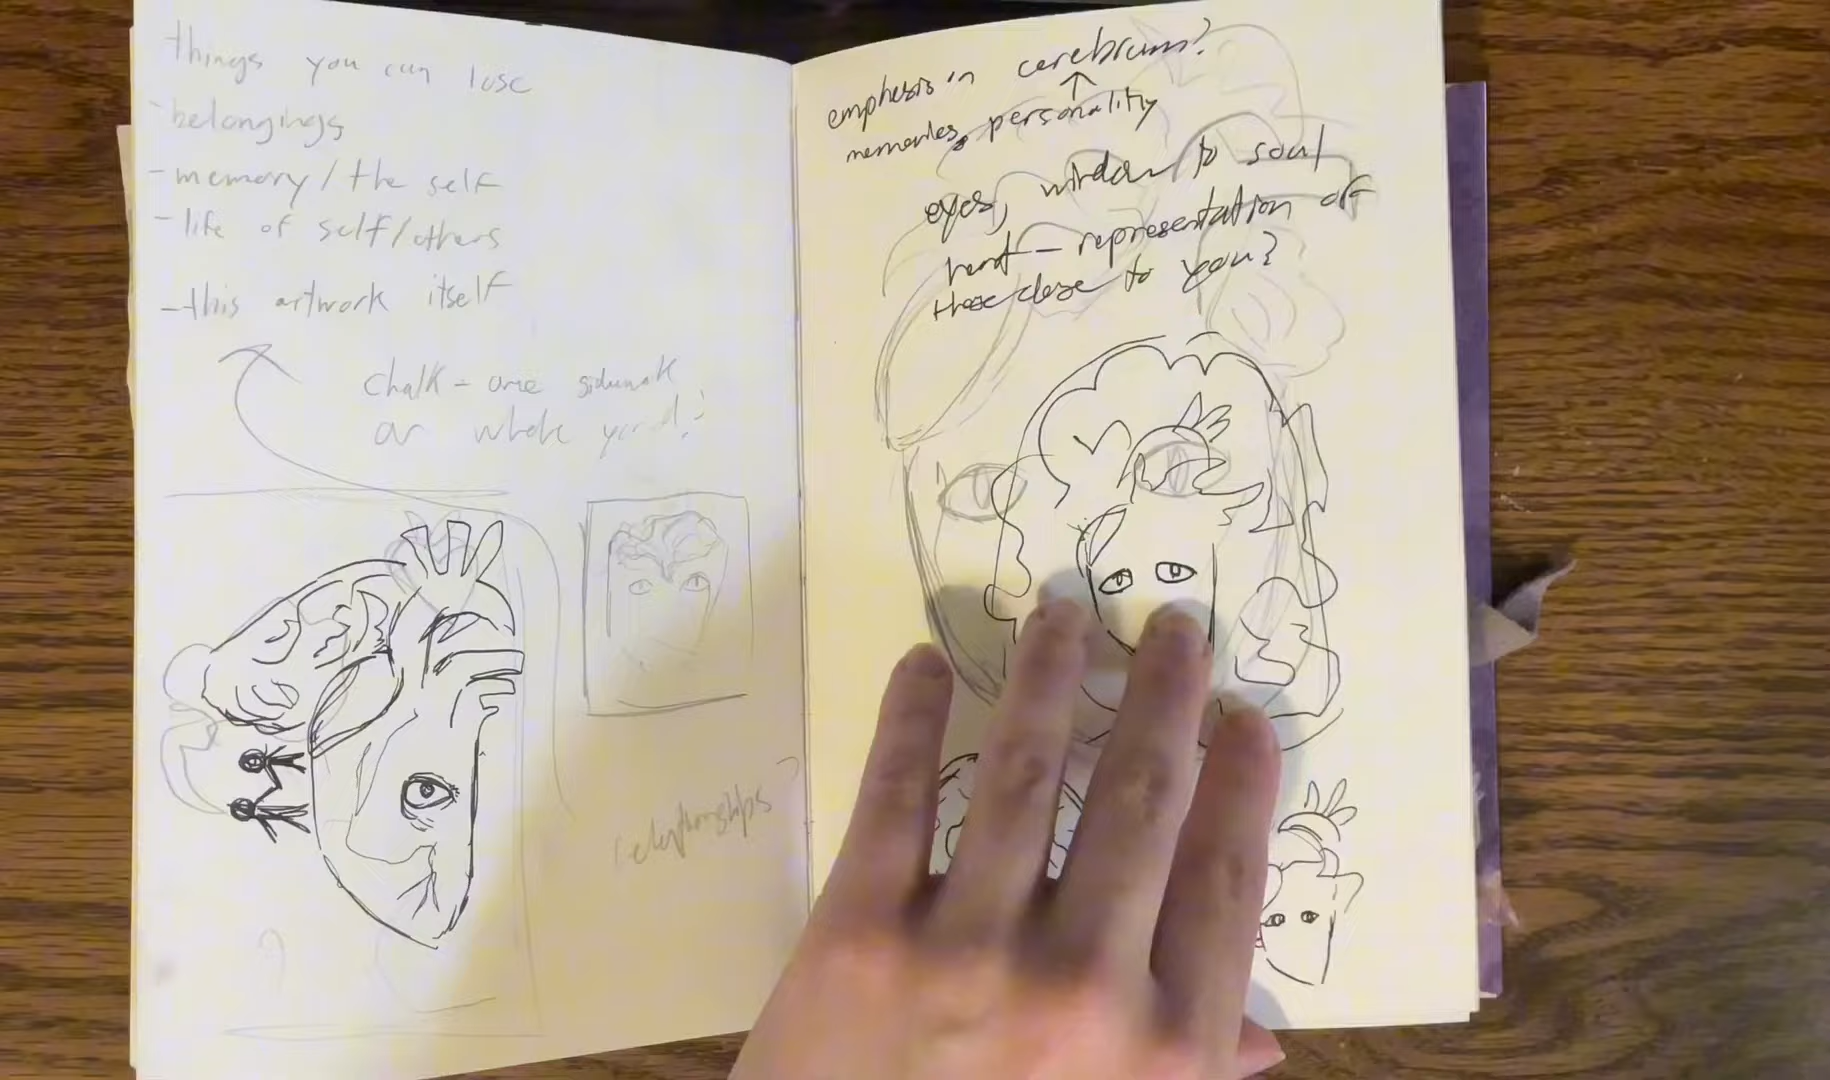 things you can lose
- belongings
- memory / the self
- life of self/others
- this artwork itself
chalk - one sidewalk
or whole yard?
relationships?
emphesis in cerebrum?
memories, personality
eyes, window to soul
heart - representation of
those close to you?